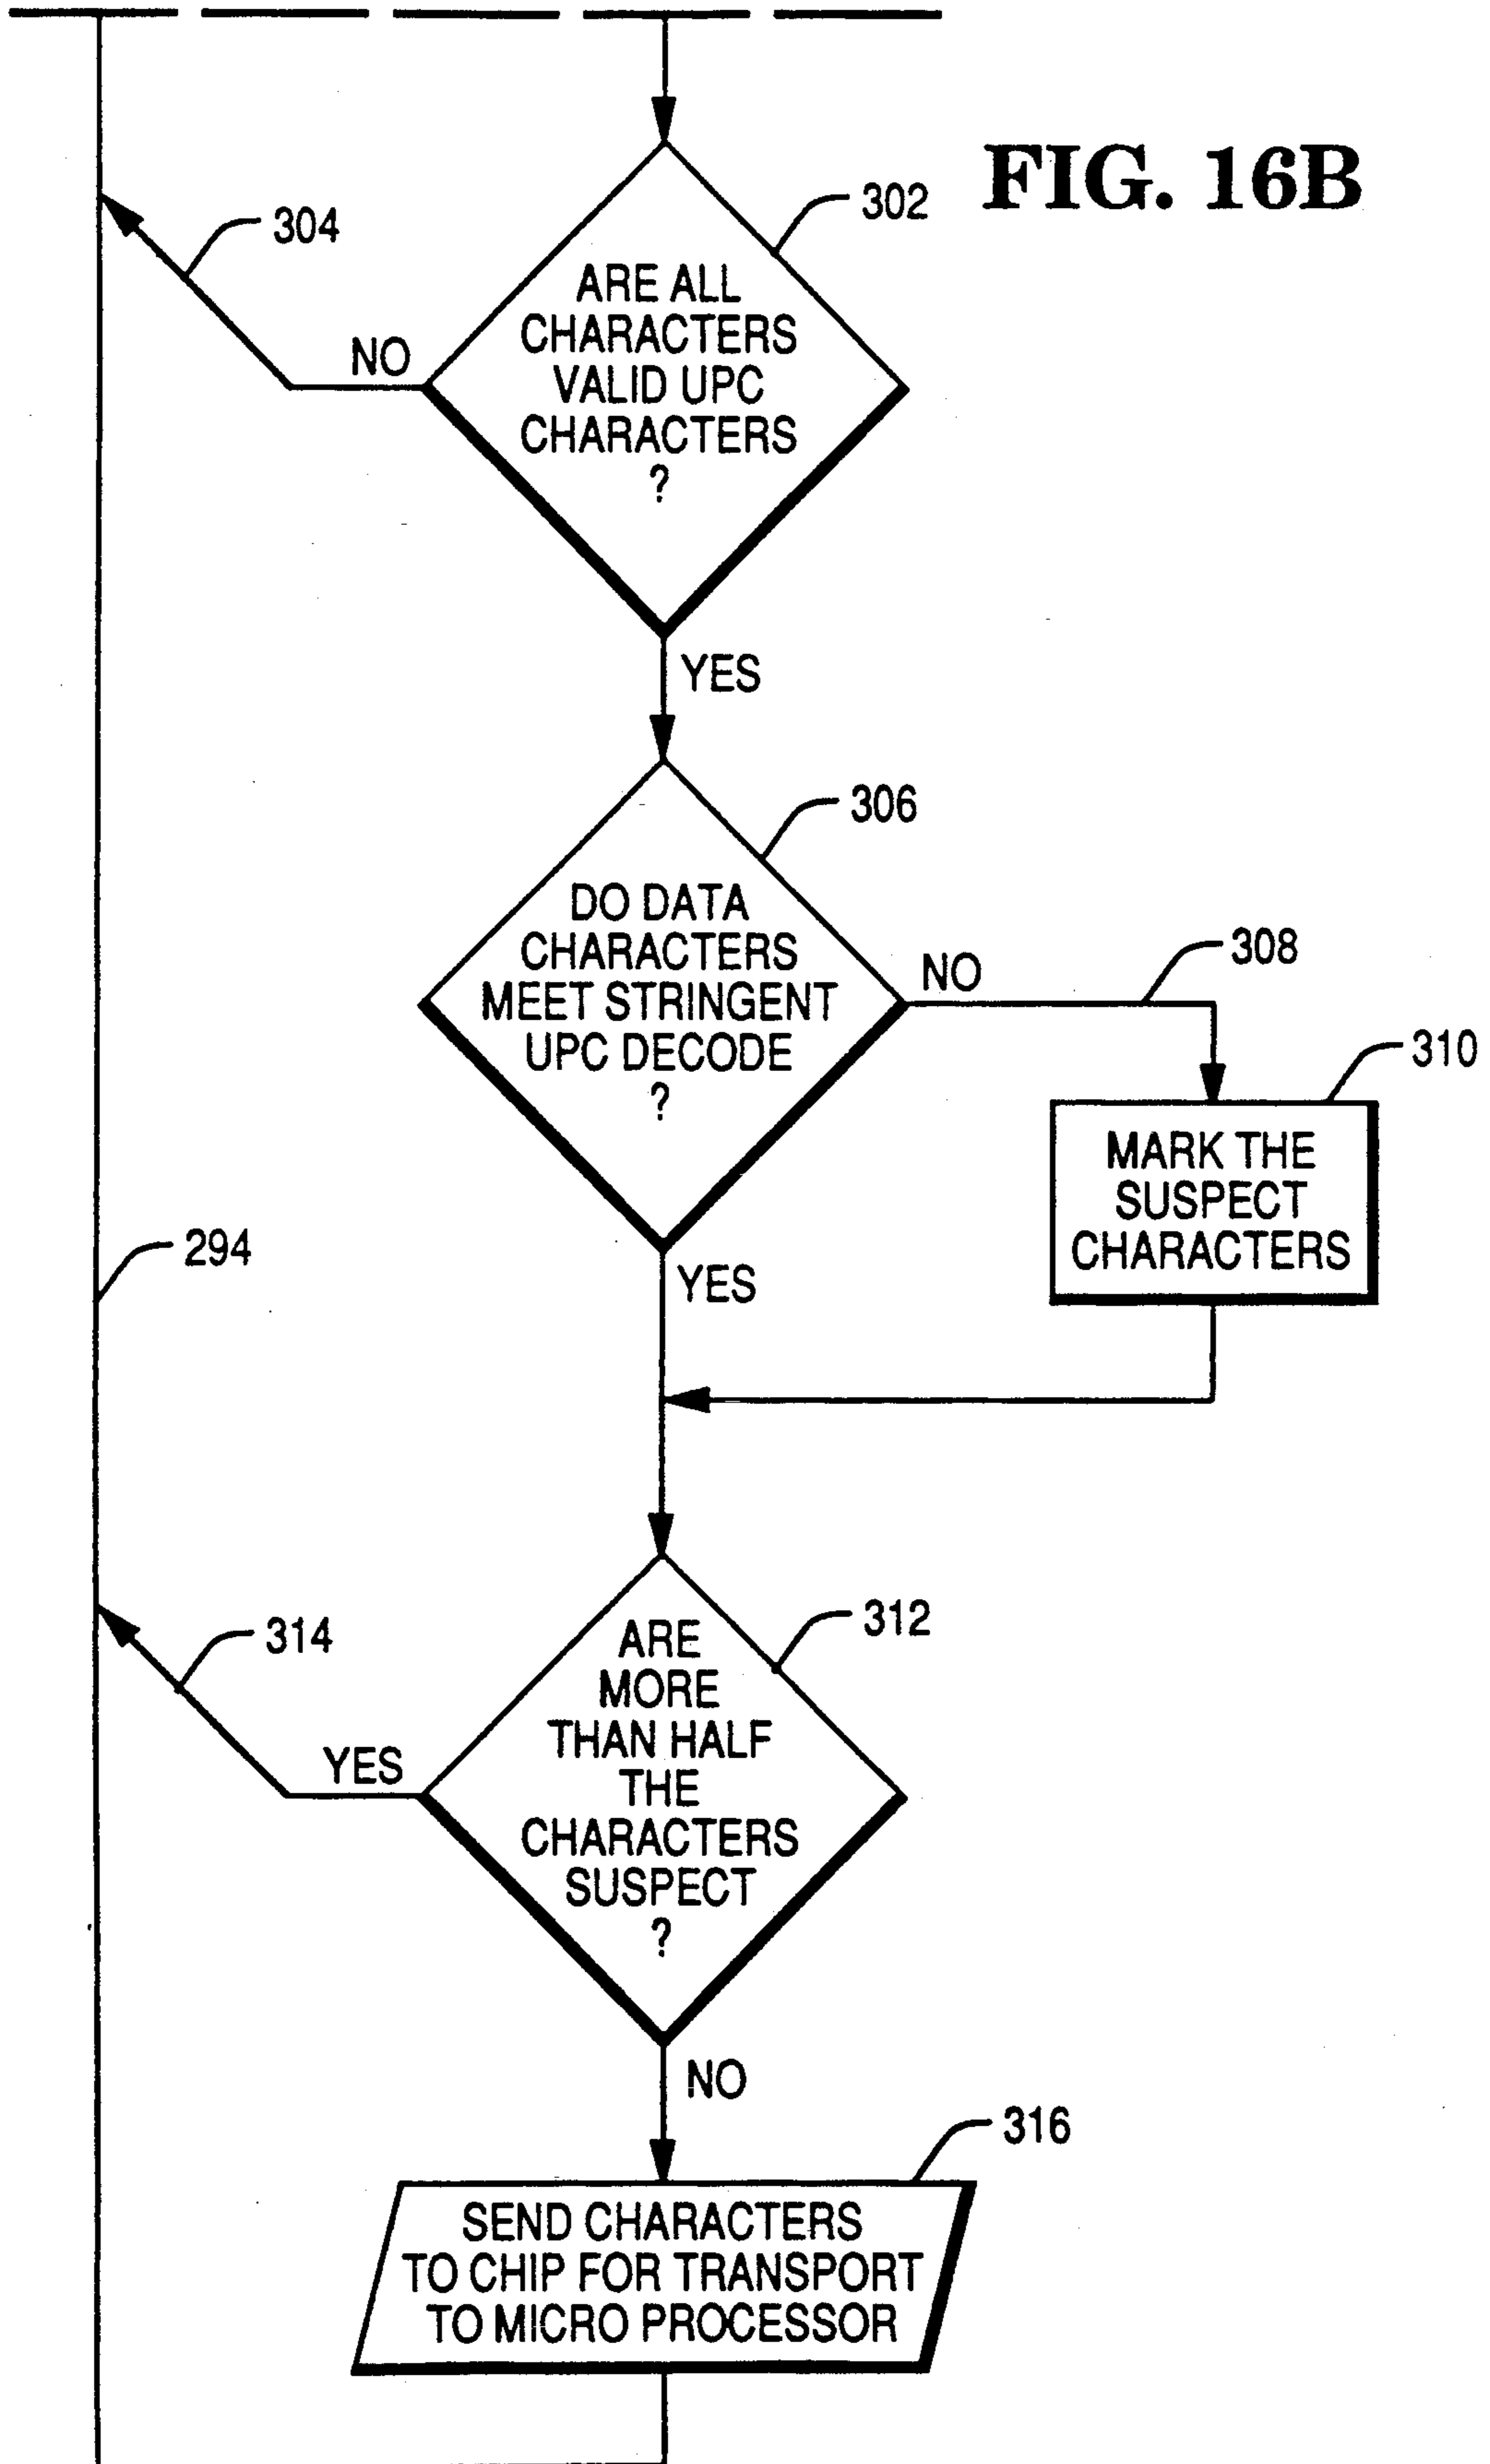 FIG. 16B
302
304
ARE ALL
CHARACTERS
VALID UPC
CHARACTERS
?
NO
YES
306
DO DATA
CHARACTERS
MEET STRINGENT
UPC DECODE
?
NO
308
310
MARK THE
SUSPECT
CHARACTERS
294
YES
312
314
ARE
MORE
THAN HALF
THE
CHARACTERS
SUSPECT
?
YES
NO
316
SEND CHARACTERS
TO CHIP FOR TRANSPORT
TO MICRO PROCESSOR